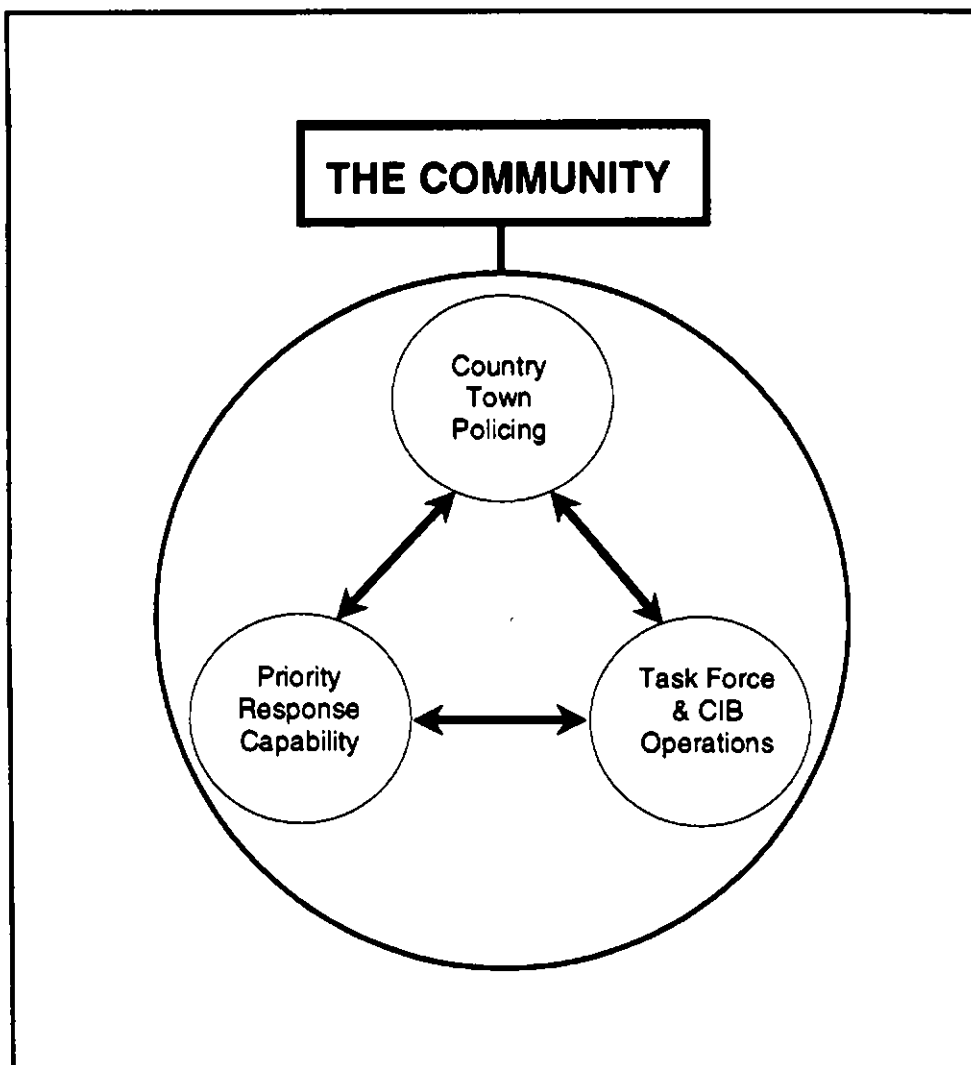 THE COMMUNITY
Country
Town
Policing
Priority
Response
Capability
Task Force
& CIB
Operations